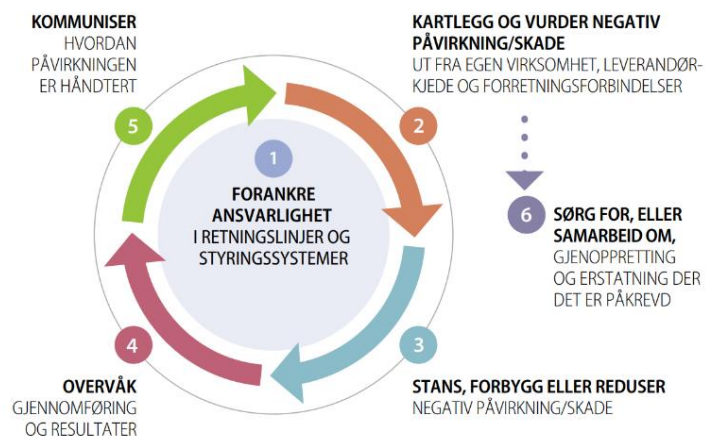 1
FORANKRE
ANSVARLIGHET
I RETNINGSLINJER OG
STYRINGSSYSTEMER
KARTLEGG OG VURDER NEGATIV
PÅVIRKNING/SKADE
UT FRA EGEN VIRKSOMHET, LEVERANDØR-
KJEDE OG FORRETNINGSFORBINDELSER
2
3
STANS, FORBYGG ELLER REDUSER
NEGATIV PÅVIRKNING/SKADE
4
OVERVÅK
GJENNOMFØRING
OG RESULTATER
KOMMUNISER
HVORDAN
PÅVIRKNINGEN
ER HÅNDTERT
5
6
SØRG FOR, ELLER
SAMARBEID OM,
GJENOPPRETTING
OG ERSTATNING DER
DET ER PÅKREVD